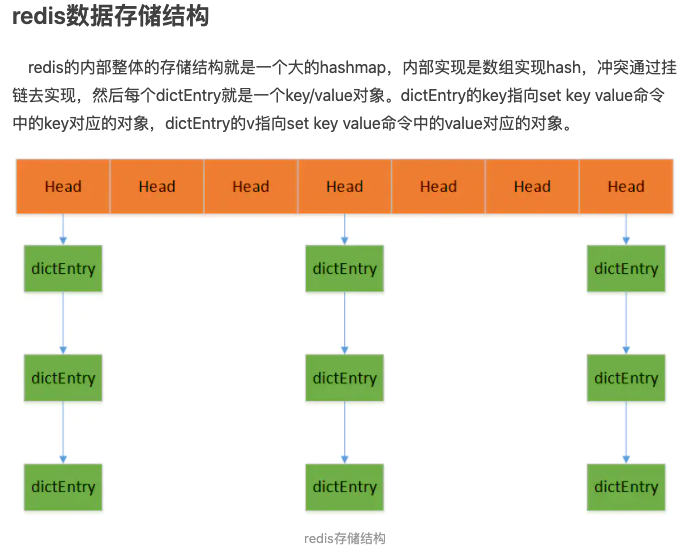 redis数据存储结构
redis的内部整体的存储结构就是一个大的hashmap，内部实现是数组实现hash，冲突通过挂
链去实现，然后每个dictEntry就是一个key/value对象。dictEntry的key指向set key value命令
中的key对应的对象，dictEntry的v指向set key value命令中的value对应的对象。
Head Head Head Head Head Head Head
dictEntry dictEntry dictEntry
dictEntry dictEntry dictEntry
dictEntry dictEntry dictEntry
redis存储结构